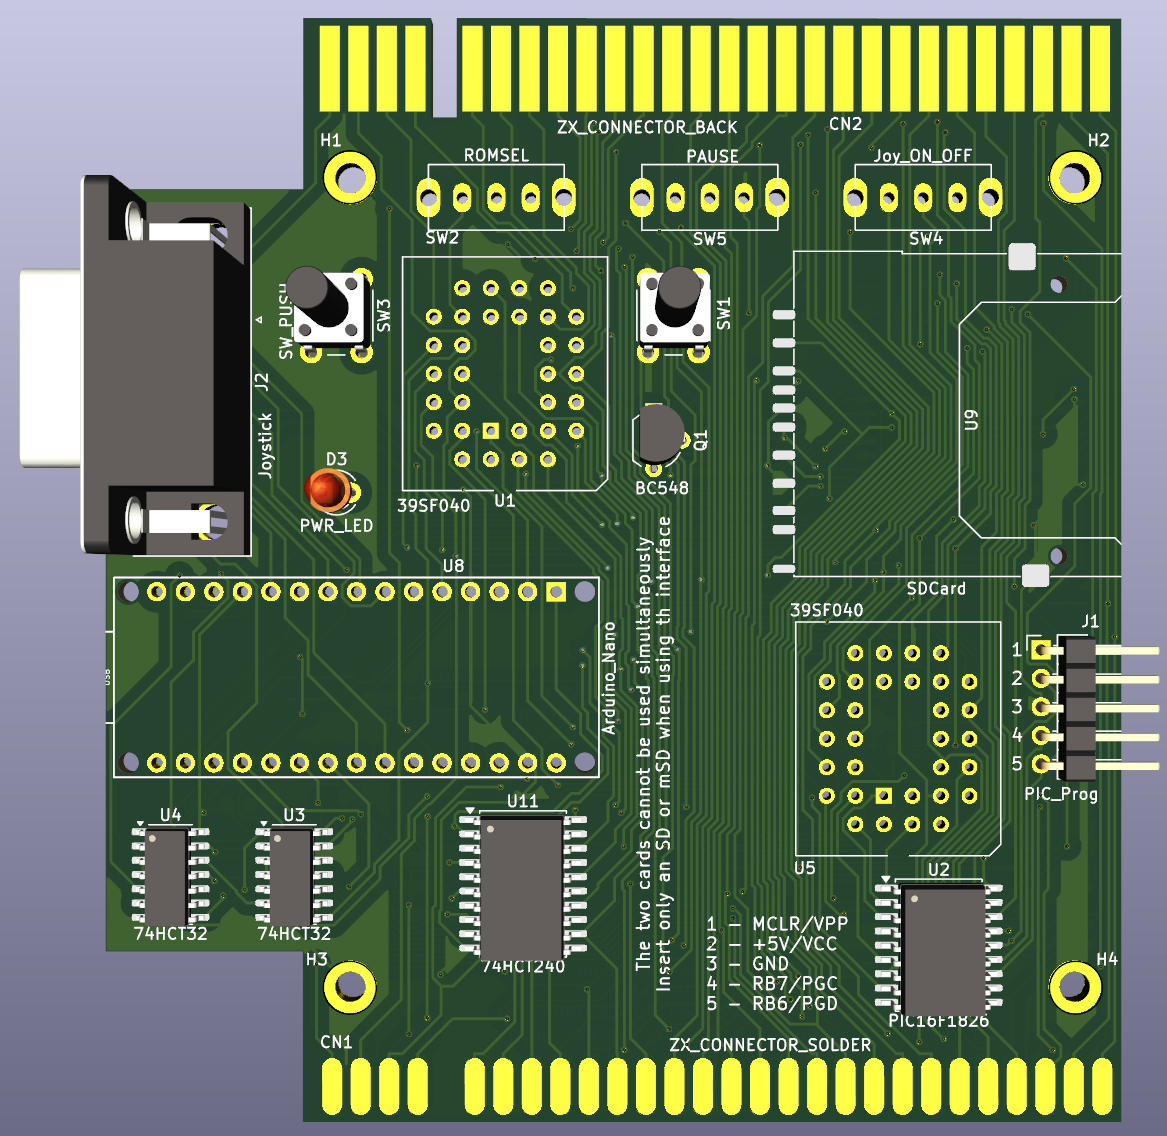 ZX_CONNECTOR_BACK
CN2
H1
H2
ROMSEL
PAUSE
Joy_ON_OFF
SW2
SW5
SW4
SW_PUSH
SW3
SW1
J2
Joystick
U9
Q1
BC548
D3
PWR_LED
39SF040
U1
U8
SDCard
39SF040
J1
1
2
3
4
5
PIC_Prog
USB
Arduino_Nano
The two cards cannot be used simultaneously
Insert only an SD or mSD when using th interface
U4
U3
U11
U5
U2
74HCT32
74HCT32
74HCT240
1 - MCLR/VPP
2 - +5V/VCC
3 - GND
4 - RB7/PGC
5 - RB6/PGD
PIC16F1826
H3
H4
CN1
ZX_CONNECTOR_SOLDER